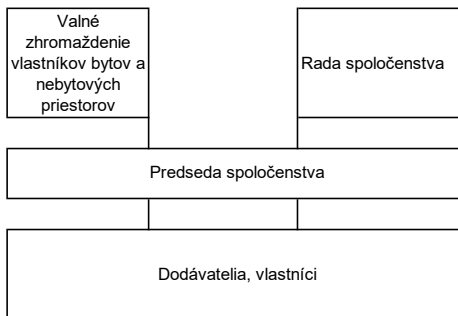 Valné
zhromaždenie
vlastníkov bytov a
nebytových
priestorov
Rada spoločenstva
Predseda spoločenstva
Dodávatelia, vlastníci